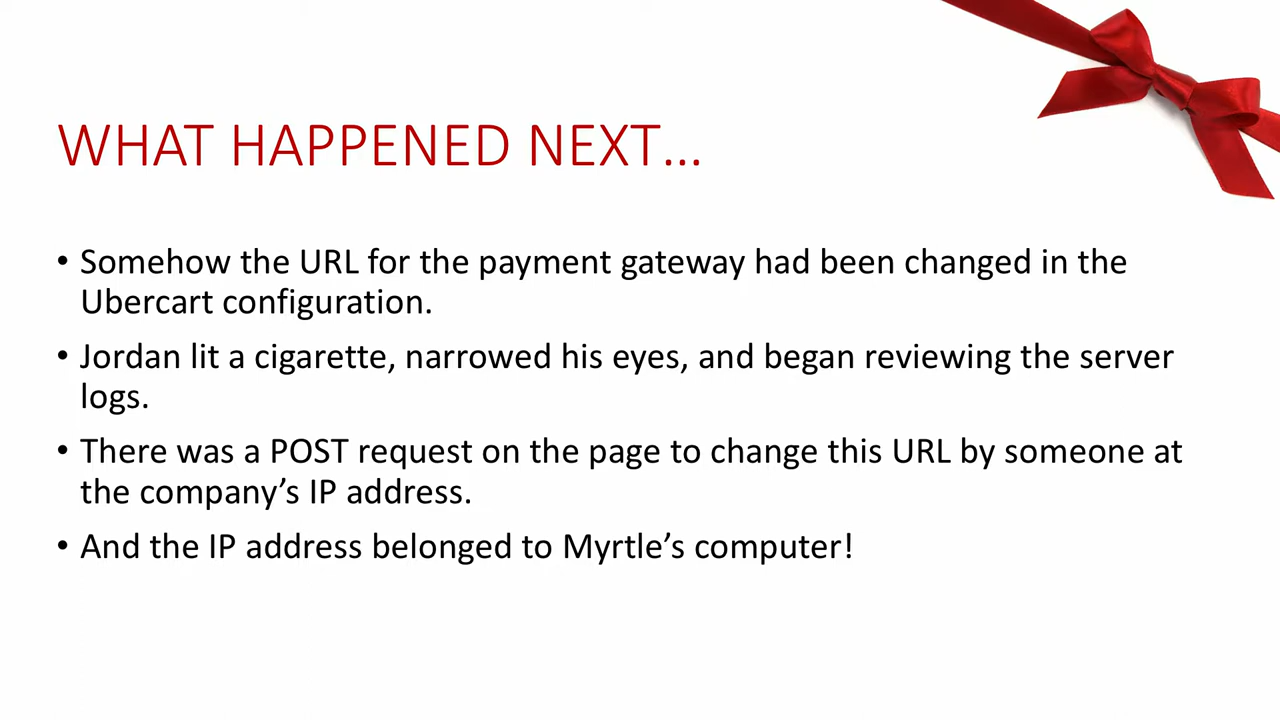 WHAT HAPPENED NEXT…
• Somehow the URL for the payment gateway had been changed in the
Ubercart configuration.
• Jordan lit a cigarette, narrowed his eyes, and began reviewing the server
logs.
• There was a POST request on the page to change this URL by someone at
the company’s IP address.
• And the IP address belonged to Myrtle’s computer!